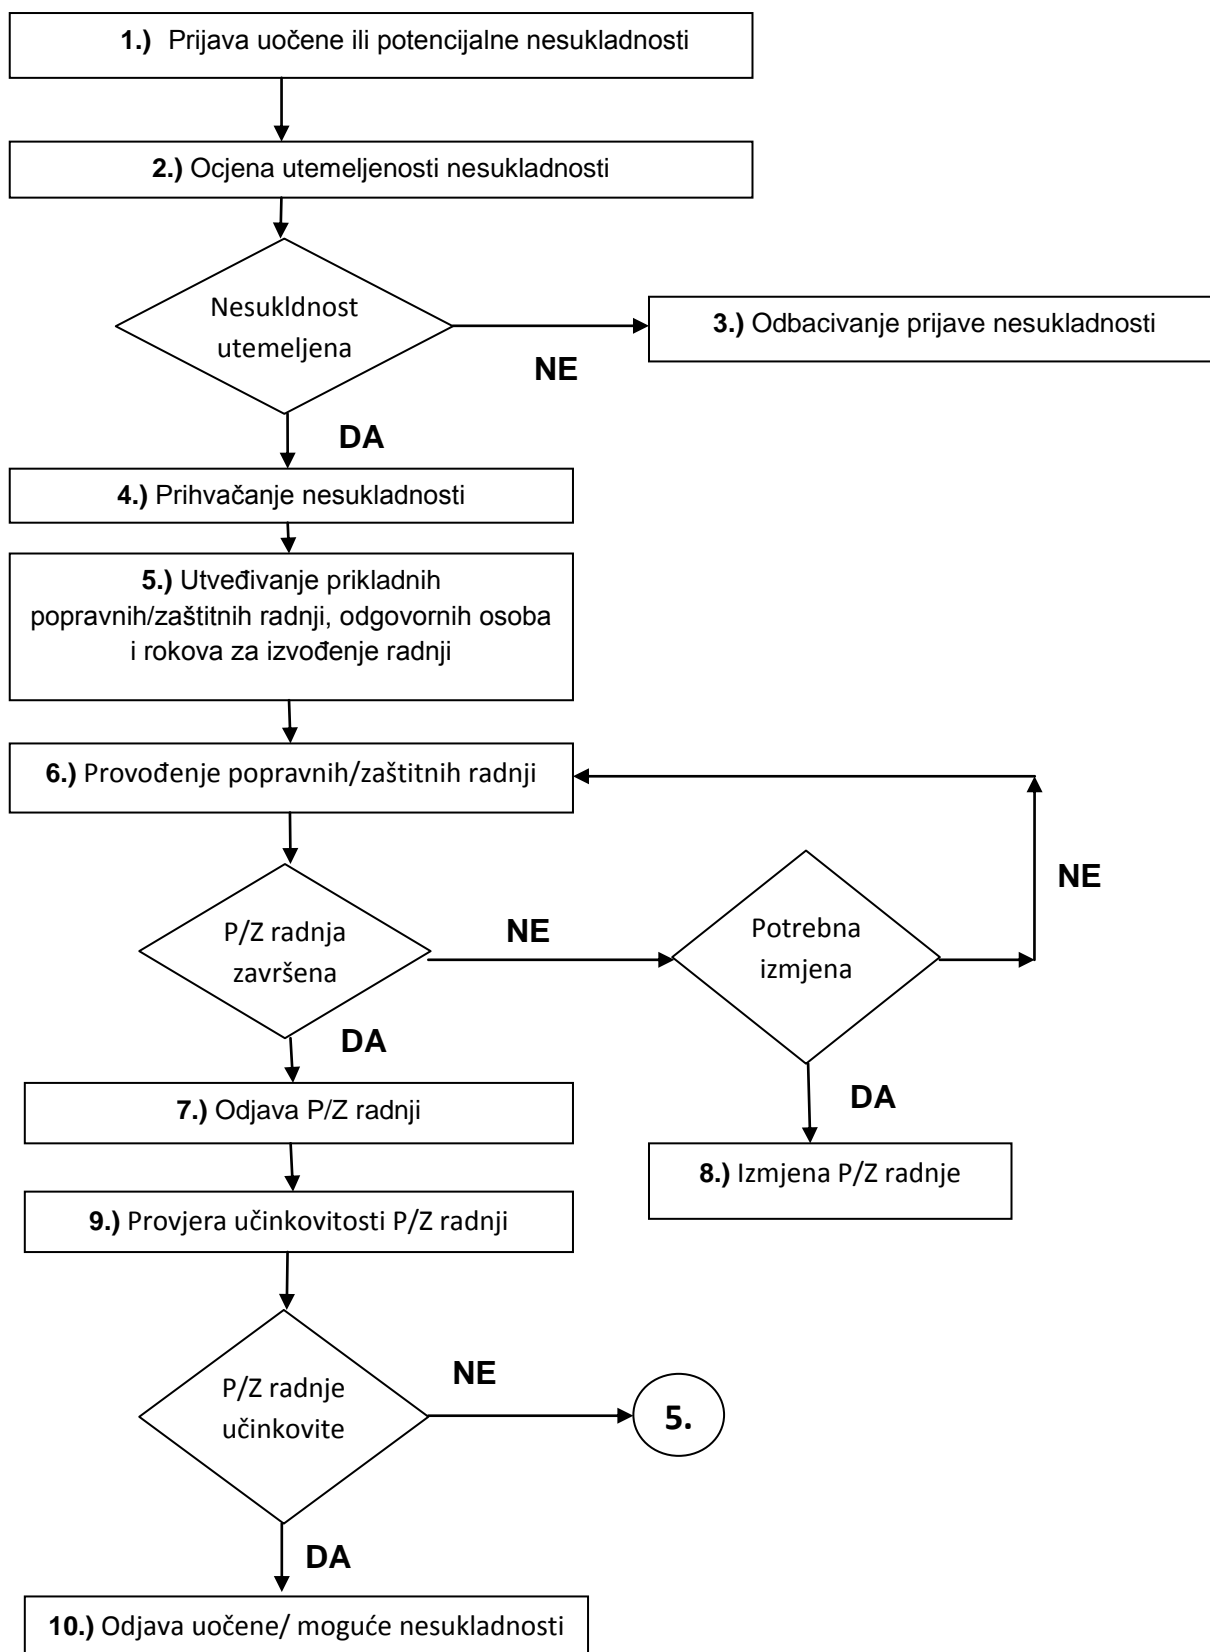 1.) Prijava uočene ili potencijalne nesukladnosti
2.) Ocjena utemeljenosti nesukladnosti
Nesukldnost
utemeljena
3.) Odbacivanje prijave nesukladnosti
NE
DA
4.) Prihvačanje nesukladnosti
5.) Utveđivanje prikladnih
popravnih/zaštitnih radnji, odgovornih osoba
i rokova za izvođenje radnji
6.) Provođenje popravnih/zaštitnih radnji
NE
P/Z radnja
završena
NE
Potrebna
izmjena
DA
DA
7.) Odjava P/Z radnji
8.) Izmjena P/Z radnje
9.) Provjera učinkovitosti P/Z radnji
P/Z radnje
učinkovite
NE
5.
DA
10.) Odjava uočene/ moguće nesukladnosti